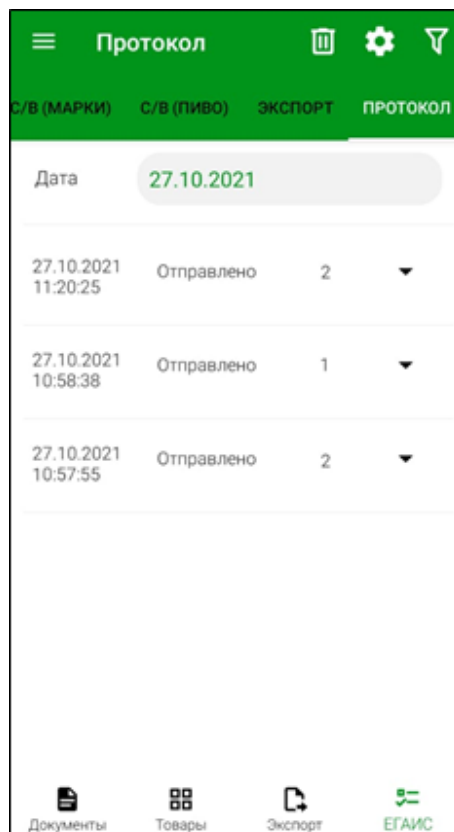 Протокол
С/В (МАРКИ) С/В (ПИВО) ЭКСПОРТ ПРОТОКОЛ
Дата 27.10.2021
27.10.2021 Отправлено 2
11:20:25
27.10.2021 Отправлено 1
10:58:38
27.10.2021 Отправлено 2
10:57:55
Документы Товары Экспорт ЕГАИС